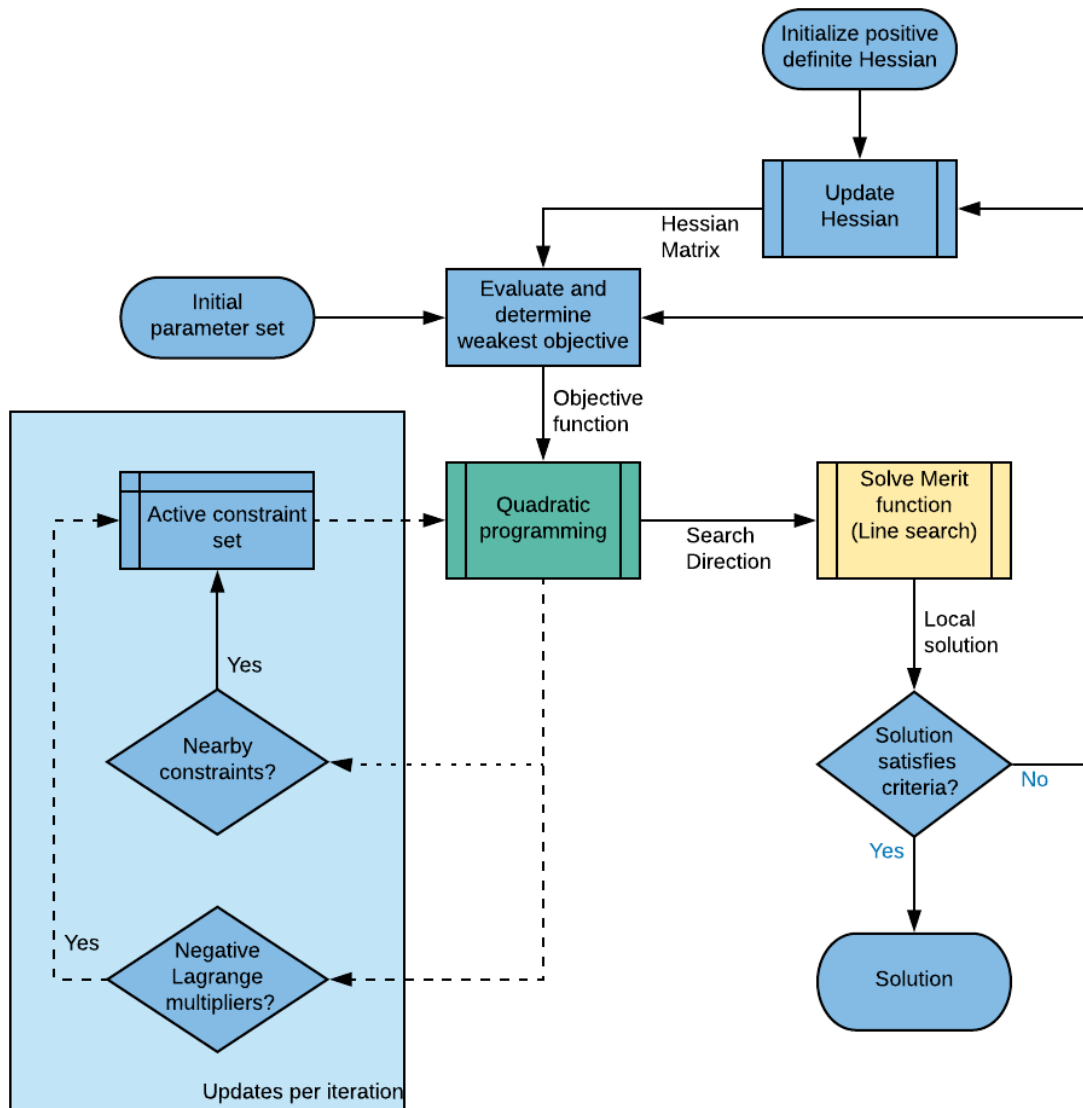 Initialize positive
definite Hessian
Update
Hessian
Hessian
Matrix
Initial
parameter set
Evaluate and
determine
weakest objective
Objective
function
Active constraint
set
Quadratic
programming
Search
Direction
Solve Merit
function
(Line search)
Local
solution
Yes
Nearby
constraints?
Solution
satisfies
criteria?
No
Yes
Yes
Negative
Lagrange
multipliers?
Solution
Updates per iteration